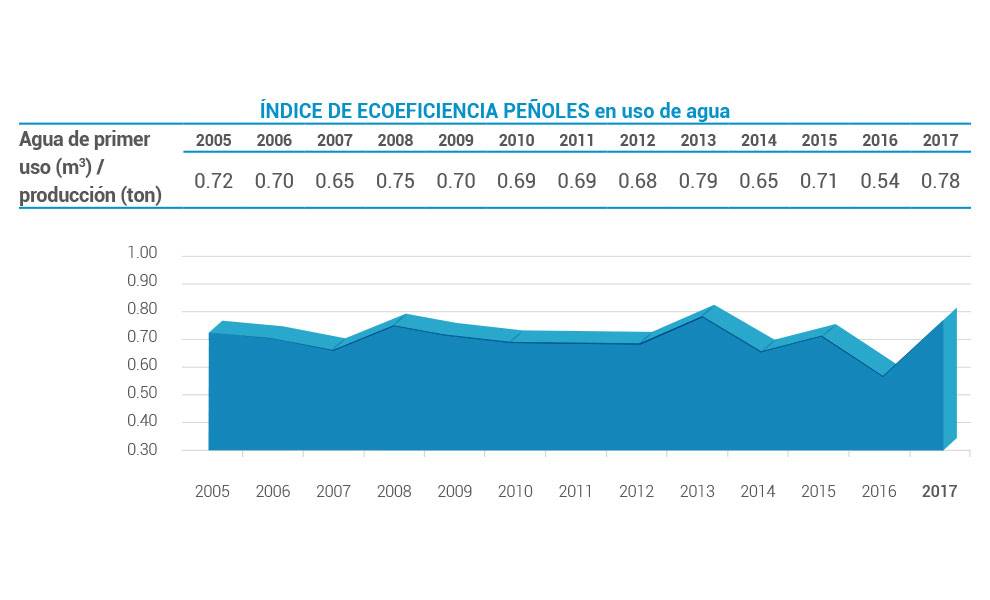 ÍNDICE DE ECOEFICIENCIA PEÑOLES en uso de agua
Agua de primer
uso (m³) /
producción (ton)
2005 2006 2007 2008 2009 2010 2011 2012 2013 2014 2015 2016 2017
0.72 0.70 0.65 0.75 0.70 0.69 0.69 0.68 0.79 0.65 0.71 0.54 0.78
1.00
0.90
0.80
0.70
0.60
0.50
0.40
0.30
2005 2006 2007 2008 2009 2010 2011 2012 2013 2014 2015 2016 2017